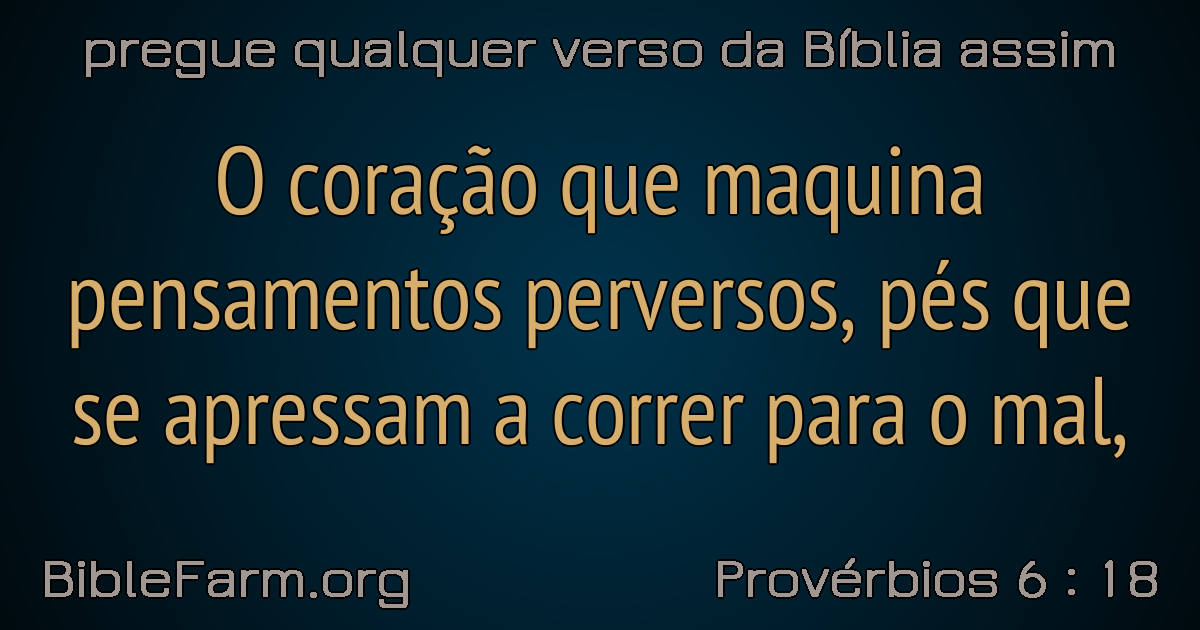 pregue qualquer verso da Bíblia assim
O coração que maquina
pensamentos perversos, pés que
se apressam a correr para o mal,
BibleFarm.org
Provérbios 6 : 18